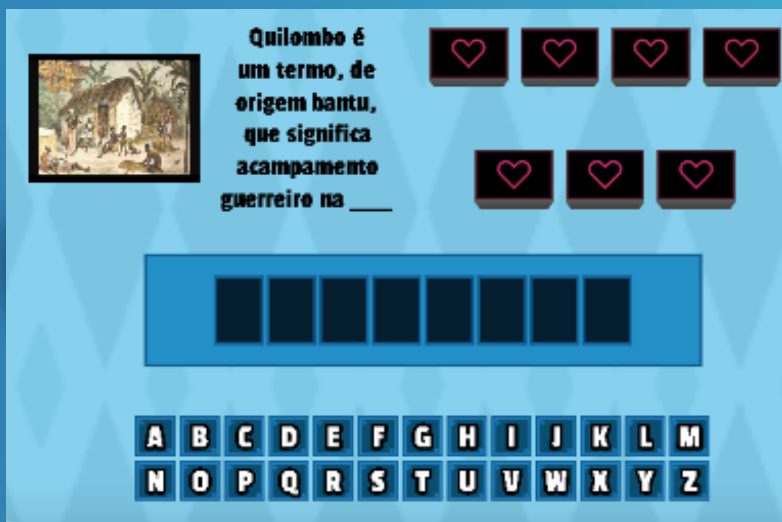 Quilombo é
um termo, de
origem bantu,
que significa
acampamento
guerreiro na ____
A B C D E F G H I J K L M
N O P Q R S T U V W X Y Z